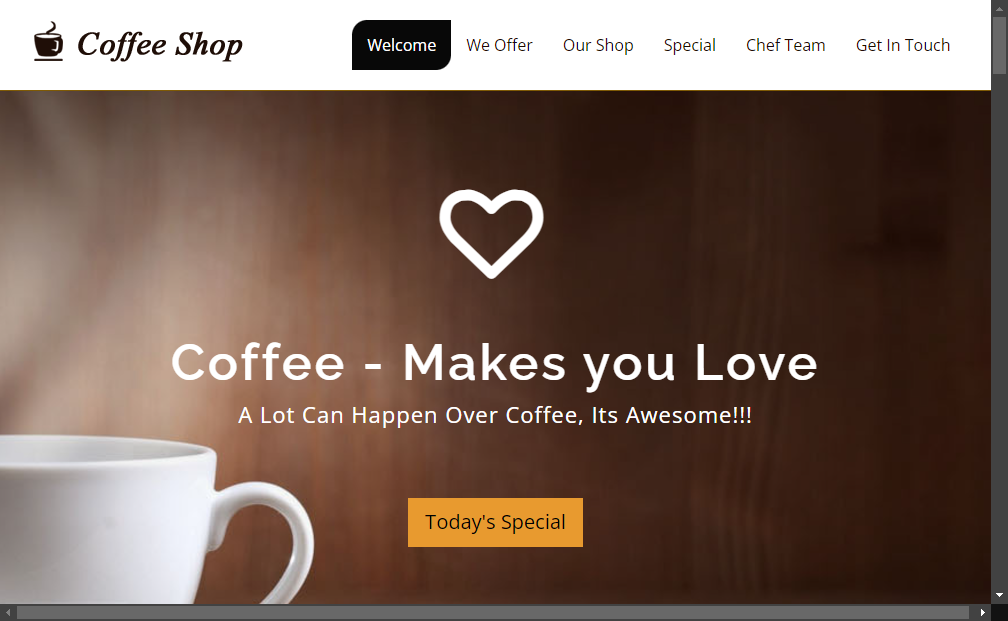 Coffee Shop
Welcome We Offer Our Shop Special Chef Team Get In Touch
Coffee - Makes you Love
A Lot Can Happen Over Coffee, Its Awesome!!!
Today's Special